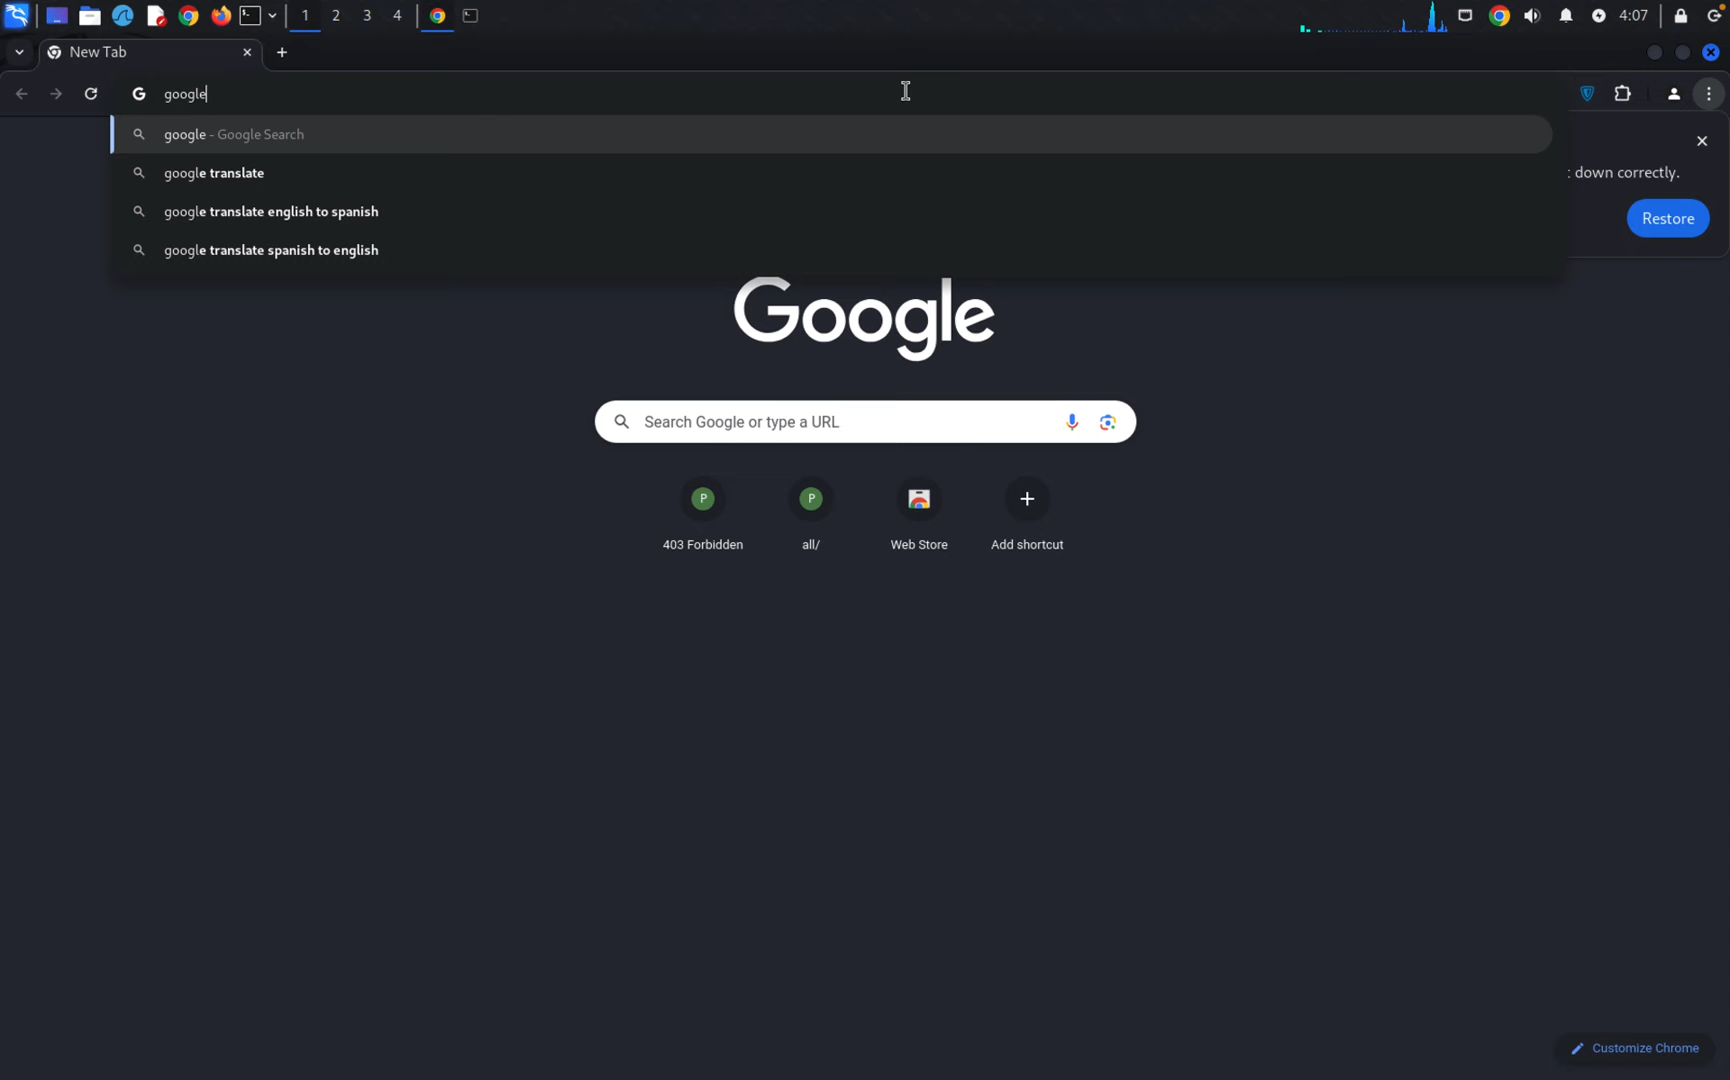 1 2 3 4
4:07
New Tab
google
google - Google Search
google translate
google translate english to spanish
google translate spanish to english
t down correctly.
Restore
Google
Search Google or type a URL
P
P
403 Forbidden
all/
Web Store
Add shortcut
Customize Chrome